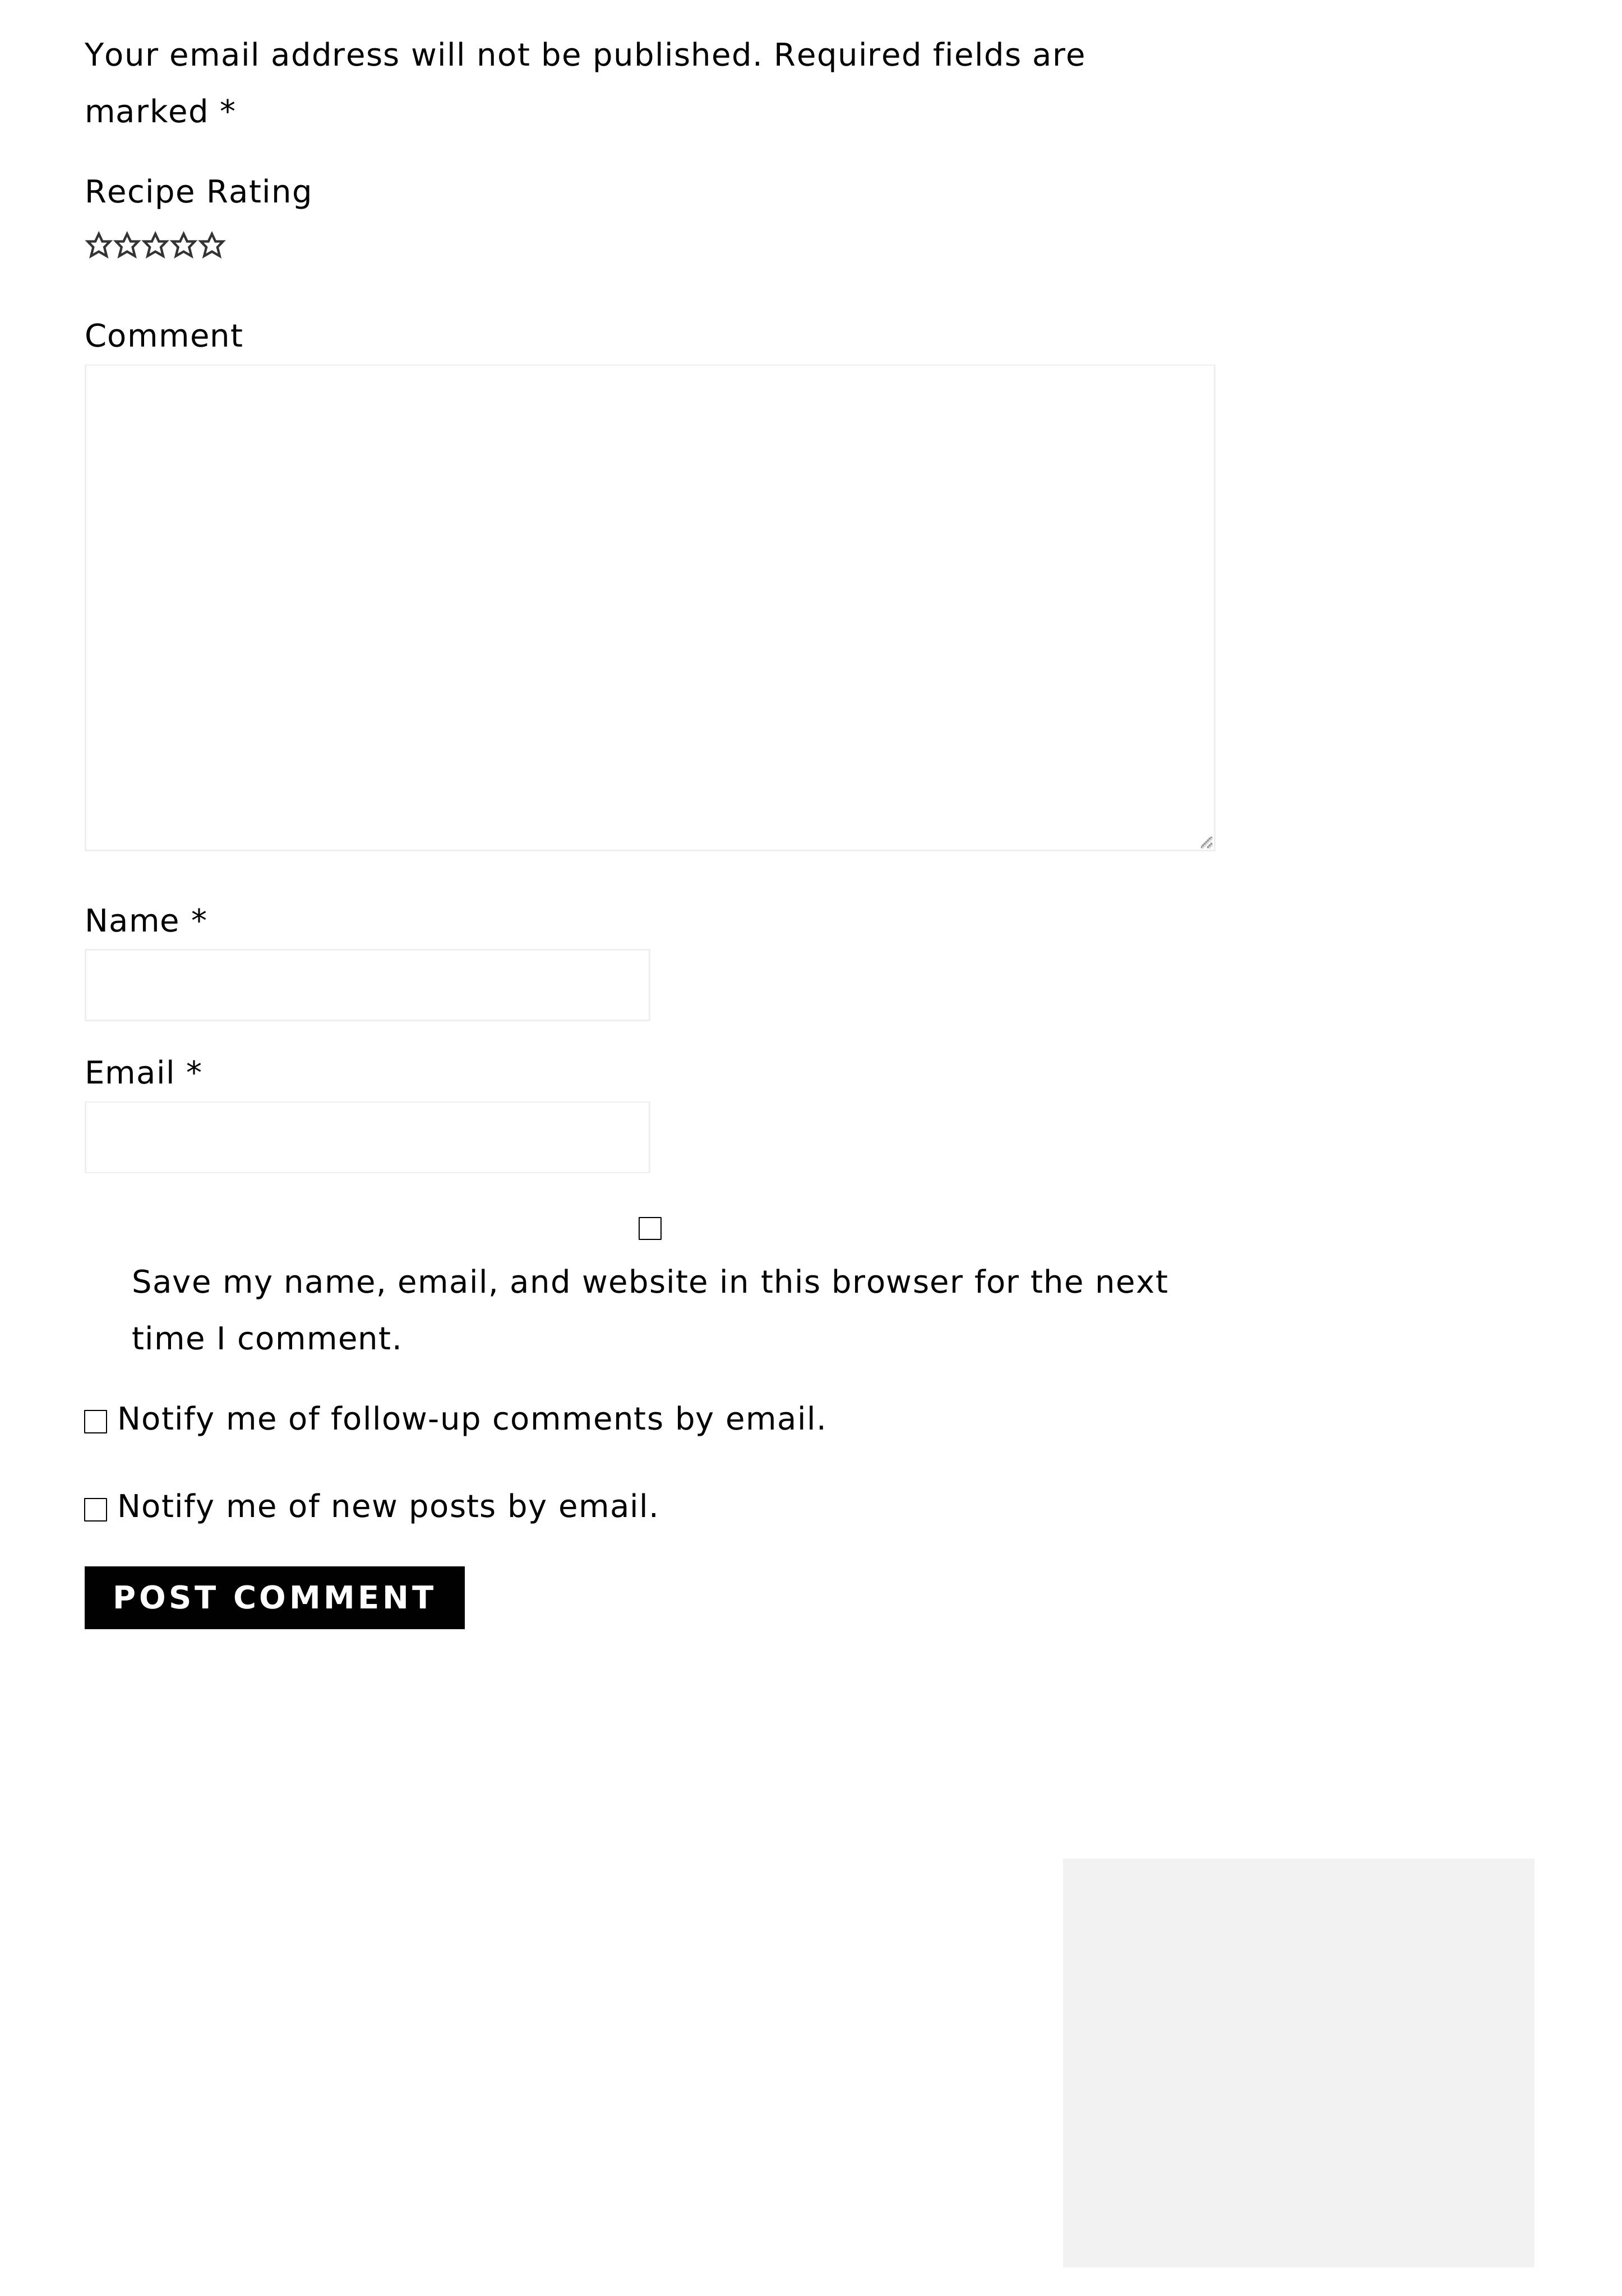 Your email address will not be published. Required fields are
marked *
Recipe Rating
Comment
Name *
Email *
Save my name, email, and website in this browser for the next
time I comment.
Notify me of follow-up comments by email.
Notify me of new posts by email.
POST COMMENT